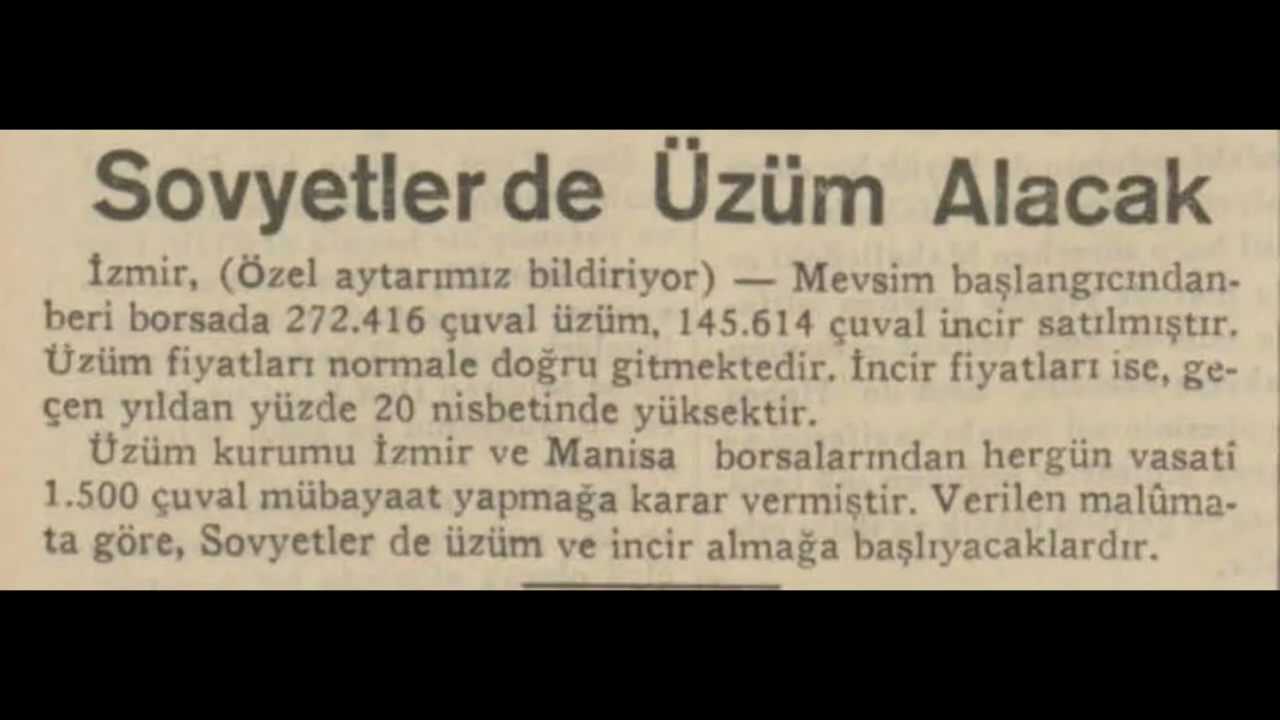 Sovyetler de Üzüm Alacak
İzmir, (Özel aytarımız bildiriyor) — Mevsim başlangıcından-
beri borsada 272.416 çuval üzüm, 145.614 çuval incir satılmıştır.
Üzüm fiyatları normale doğru gitmektedir. İncir fiyatları ise, ge-
çen yıldan yüzde 20 nisbetinde yüksektir.
Üzüm kurumu İzmir ve Manisa borsalarından hergün vasatî
1.500 çuval mübayaat yapmağa karar vermiştir. Verilen malûma-
ta göre, Sovyetler de üzüm ve incir almağa başlıyacaklardır.